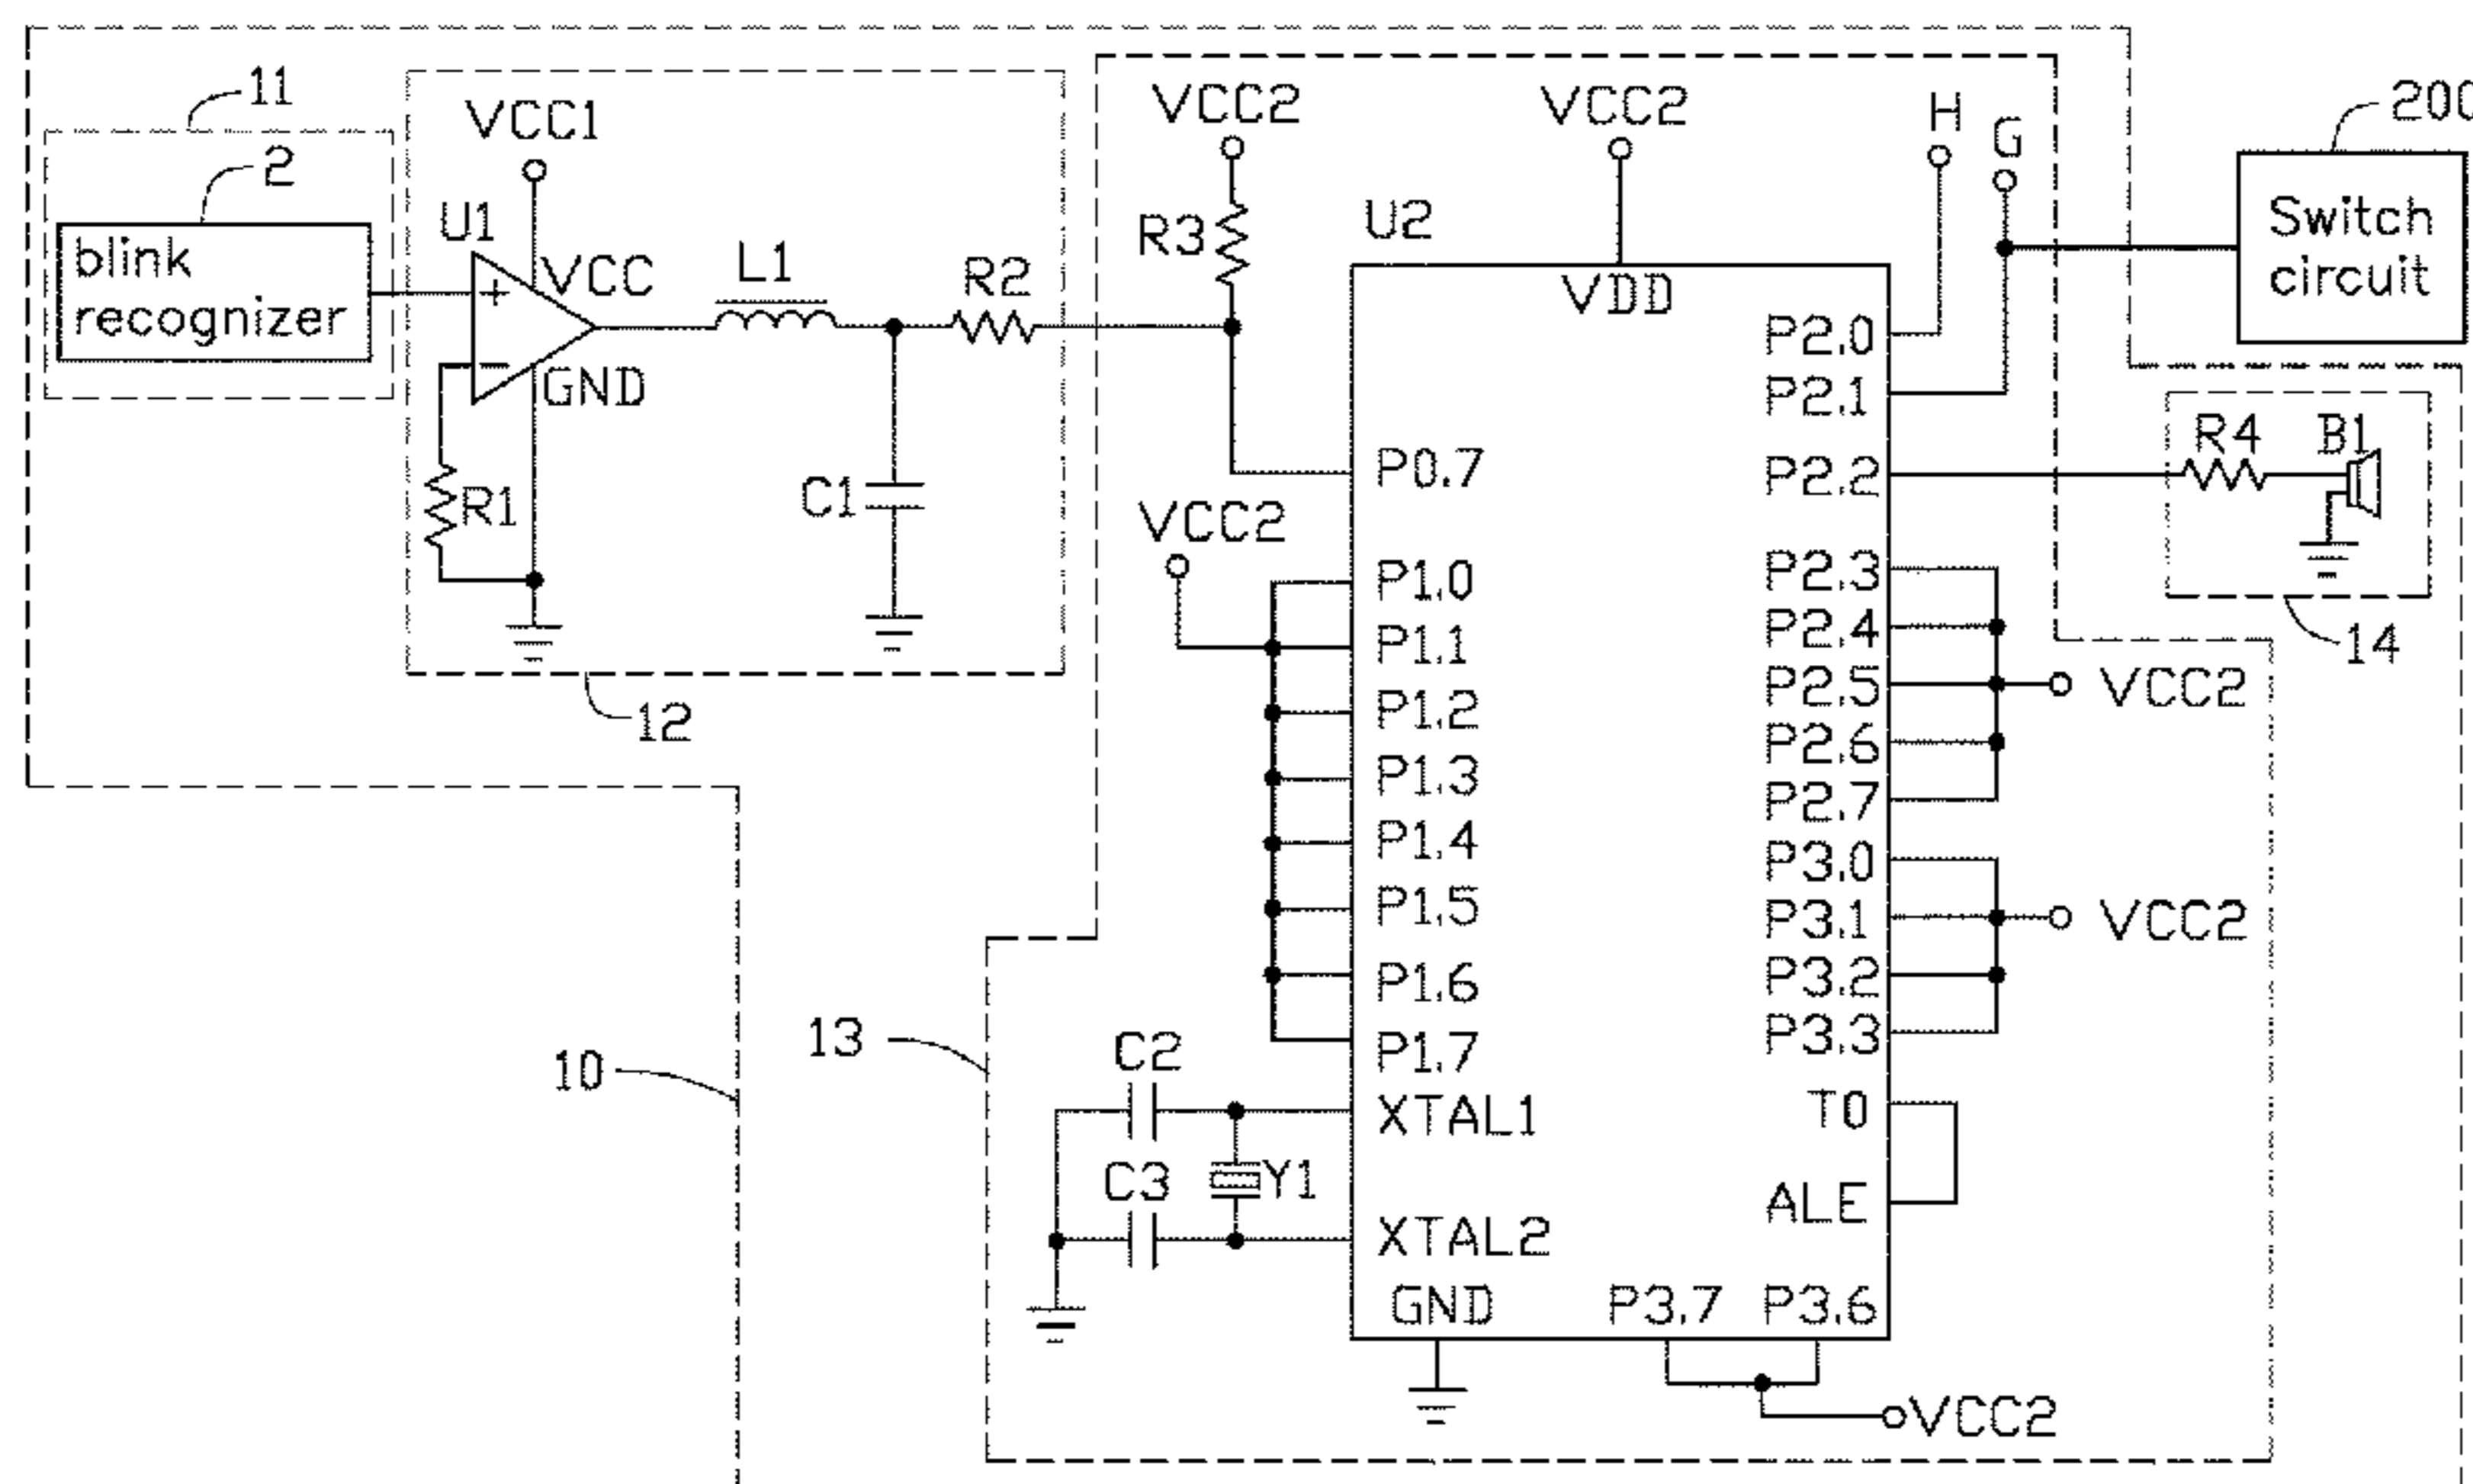 11
2
blink
recognizer
VCC1
U1
VCC
+
−
GND
R1
L1
R2
C1
12
10
13
VCC2
R3
VCC2
U2
VDD
H
G
200
Switch
circuit
P0.7
VCC2
P1.0
P1.1
P1.2
P1.3
P1.4
P1.5
P1.6
P1.7
C2
XTAL1
C3
Y1
XTAL2
GND
P3.7
P3.6
VCC2
P2.0
P2.1
P2.2
R4
B1
14
P2.3
P2.4
P2.5
VCC2
P2.6
P2.7
P3.0
P3.1
VCC2
P3.2
P3.3
T0
ALE